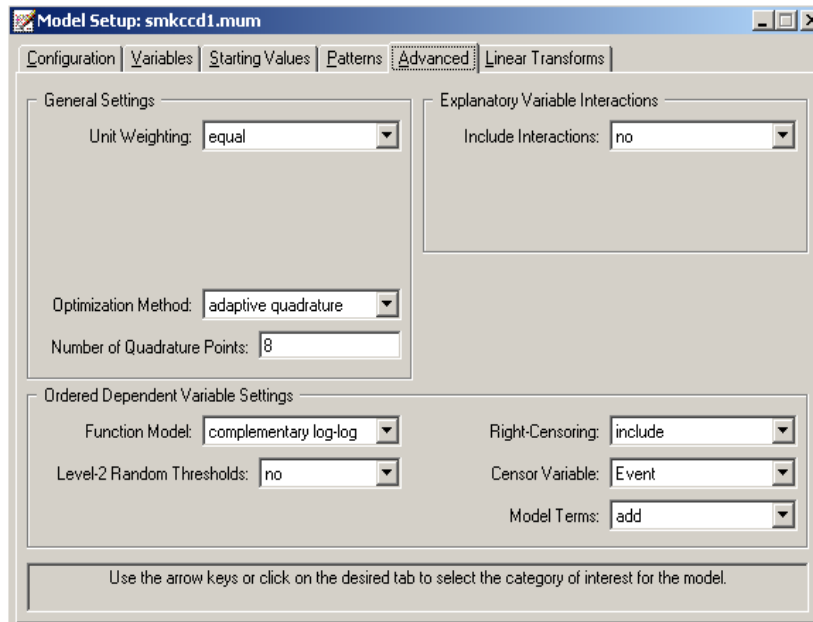 Model Setup: smkccd1.mum
Configuration Variables Starting Values Patterns Advanced Linear Transforms
General Settings
Unit Weighting: equal
Optimization Method: adaptive quadrature
Number of Quadrature Points: 8
Explanatory Variable Interactions
Include Interactions: no
Ordered Dependent Variable Settings
Function Model: complementary log-log
Level-2 Random Thresholds: no
Right-Censoring: include
Censor Variable: Event
Model Terms: add
Use the arrow keys or click on the desired tab to select the category of interest for the model.